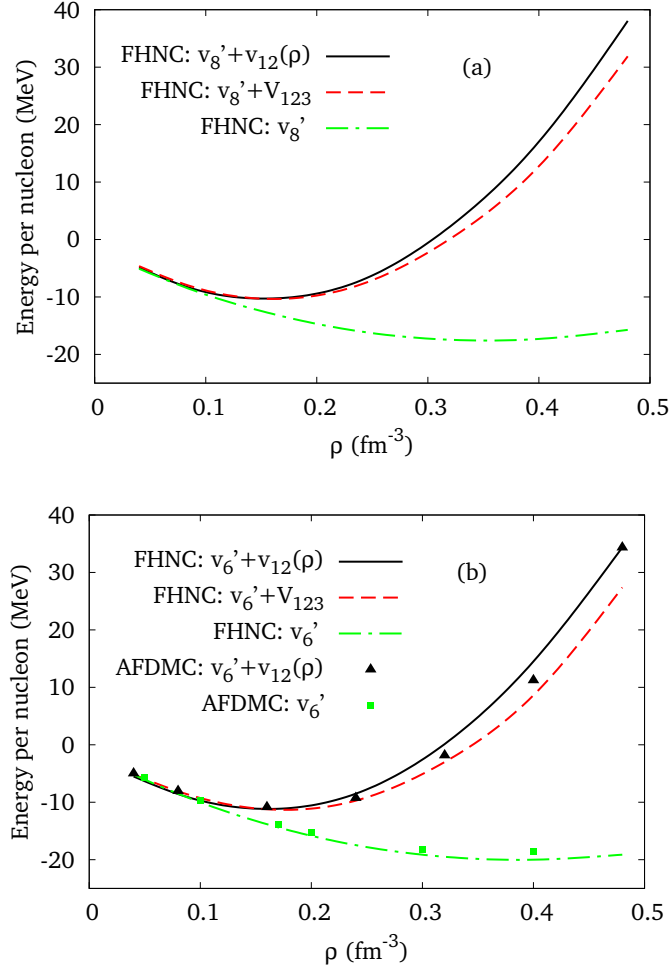 40
30
20
10
0
-10
-20
Energy per nucleon (MeV)
FHNC: v₈'+v₁₂(ρ)
FHNC: v₈'+V₁₂₃
FHNC: v₈'
(a)
0
0.1
0.2
0.3
0.4
0.5
ρ (fm⁻³)
40
30
20
10
0
-10
-20
Energy per nucleon (MeV)
FHNC: v₆'+v₁₂(ρ)
FHNC: v₆'+V₁₂₃
FHNC: v₆'
AFDMC: v₆'+v₁₂(ρ)
AFDMC: v₆'
(b)
0
0.1
0.2
0.3
0.4
0.5
ρ (fm⁻³)